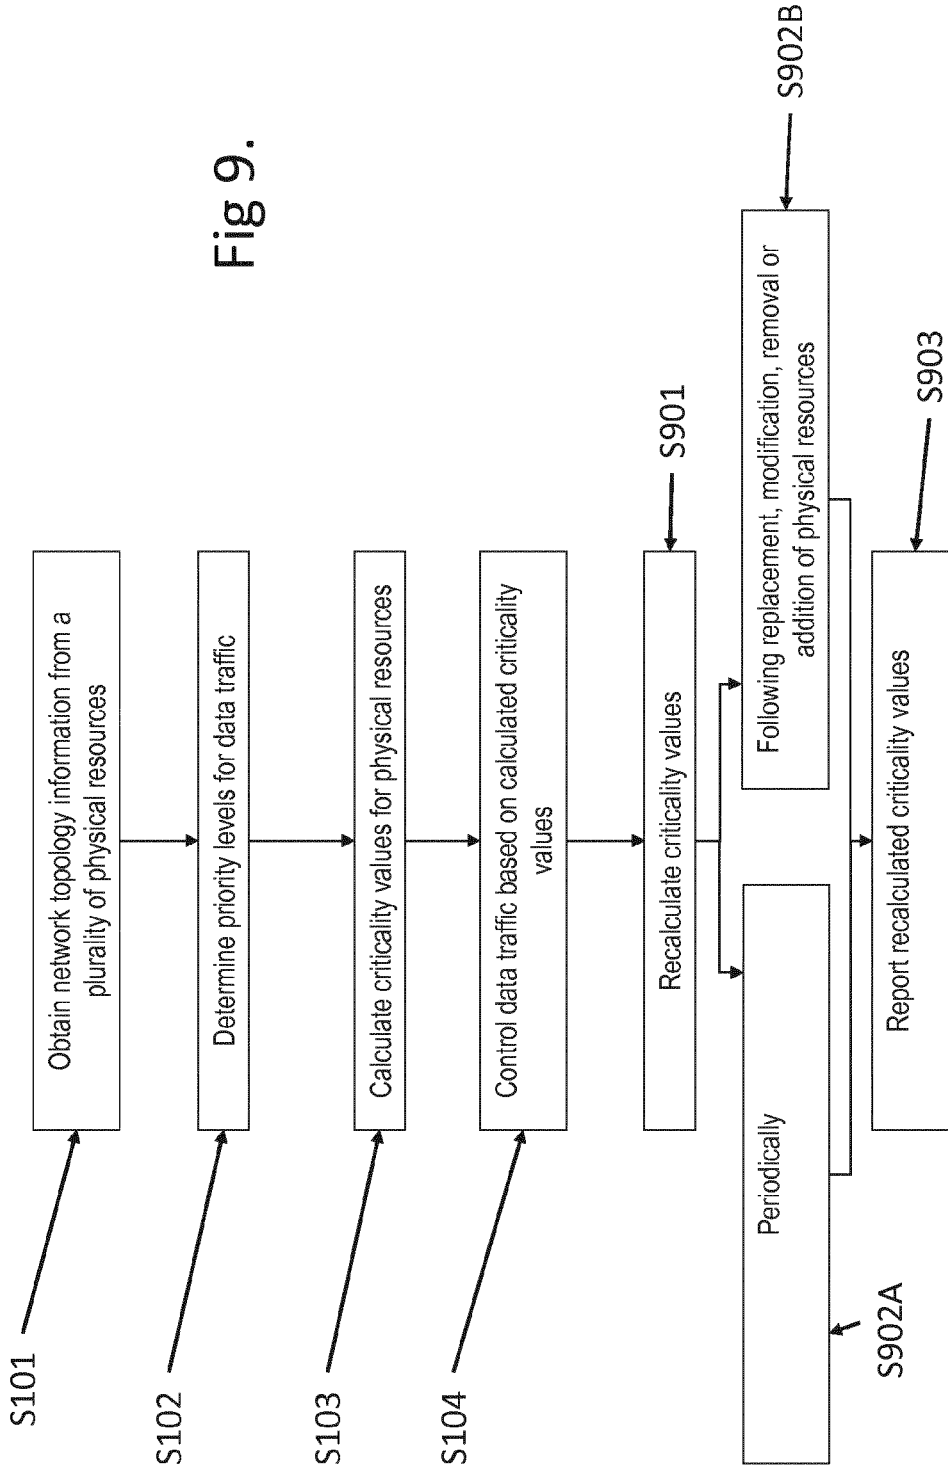 S101
Obtain network topology information from a
plurality of physical resources
S102
Determine priority levels for data traffic
S103
Calculate criticality values for physical resources
S104
Control data traffic based on calculated criticality
values
Recalculate criticality values
S901
Periodically
S902A
Following replacement, modification, removal or
addition of physical resources
S902B
Report recalculated criticality values
S903
Fig 9.